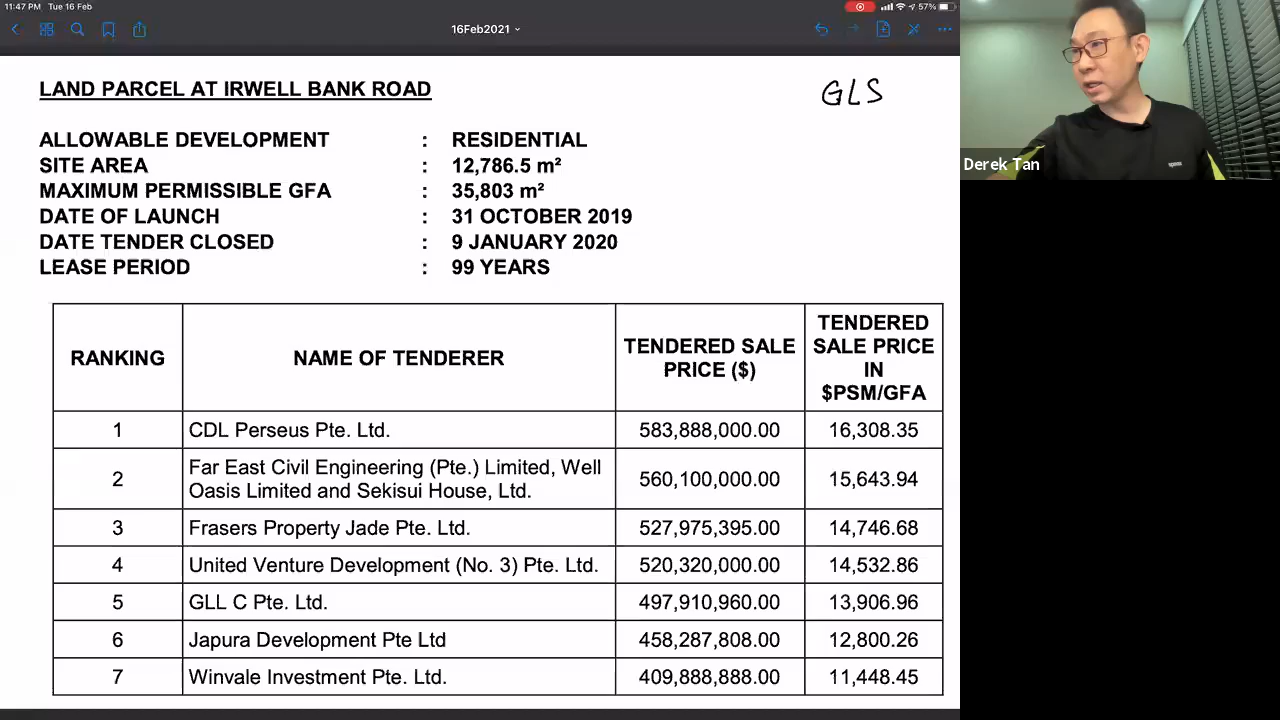 11:47 PM Tue 16 Feb
57%
16Feb2021
LAND PARCEL AT IRWELL BANK ROAD
GLS
ALLOWABLE DEVELOPMENT : RESIDENTIAL
SITE AREA : 12,786.5 m²
MAXIMUM PERMISSIBLE GFA : 35,803 m²
DATE OF LAUNCH : 31 OCTOBER 2019
DATE TENDER CLOSED : 9 JANUARY 2020
LEASE PERIOD : 99 YEARS
RANKING NAME OF TENDERER TENDERED SALE PRICE ($) TENDERED SALE PRICE IN $PSM/GFA
1 CDL Perseus Pte. Ltd. 583,888,000.00 16,308.35
2 Far East Civil Engineering (Pte.) Limited, Well Oasis Limited and Sekisui House, Ltd. 560,100,000.00 15,643.94
3 Frasers Property Jade Pte. Ltd. 527,975,395.00 14,746.68
4 United Venture Development (No. 3) Pte. Ltd. 520,320,000.00 14,532.86
5 GLL C Pte. Ltd. 497,910,960.00 13,906.96
6 Japura Development Pte Ltd 458,287,808.00 12,800.26
7 Winvale Investment Pte. Ltd. 409,888,888.00 11,448.45
Derek Tan